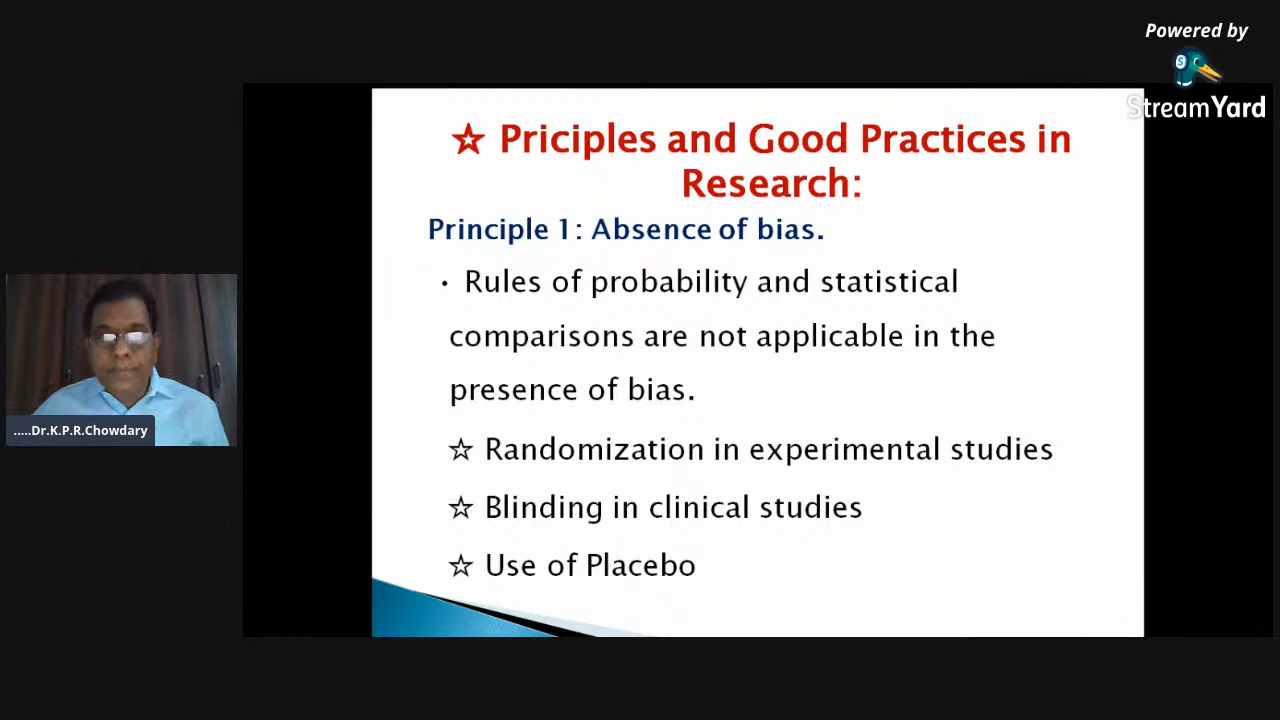 Powered by
StreamYard
☆ Priciples and Good Practices in
Research:
Principle 1: Absence of bias.
• Rules of probability and statistical
comparisons are not applicable in the
presence of bias.
☆ Randomization in experimental studies
☆ Blinding in clinical studies
☆ Use of Placebo
.....Dr.K.P.R.Chowdary